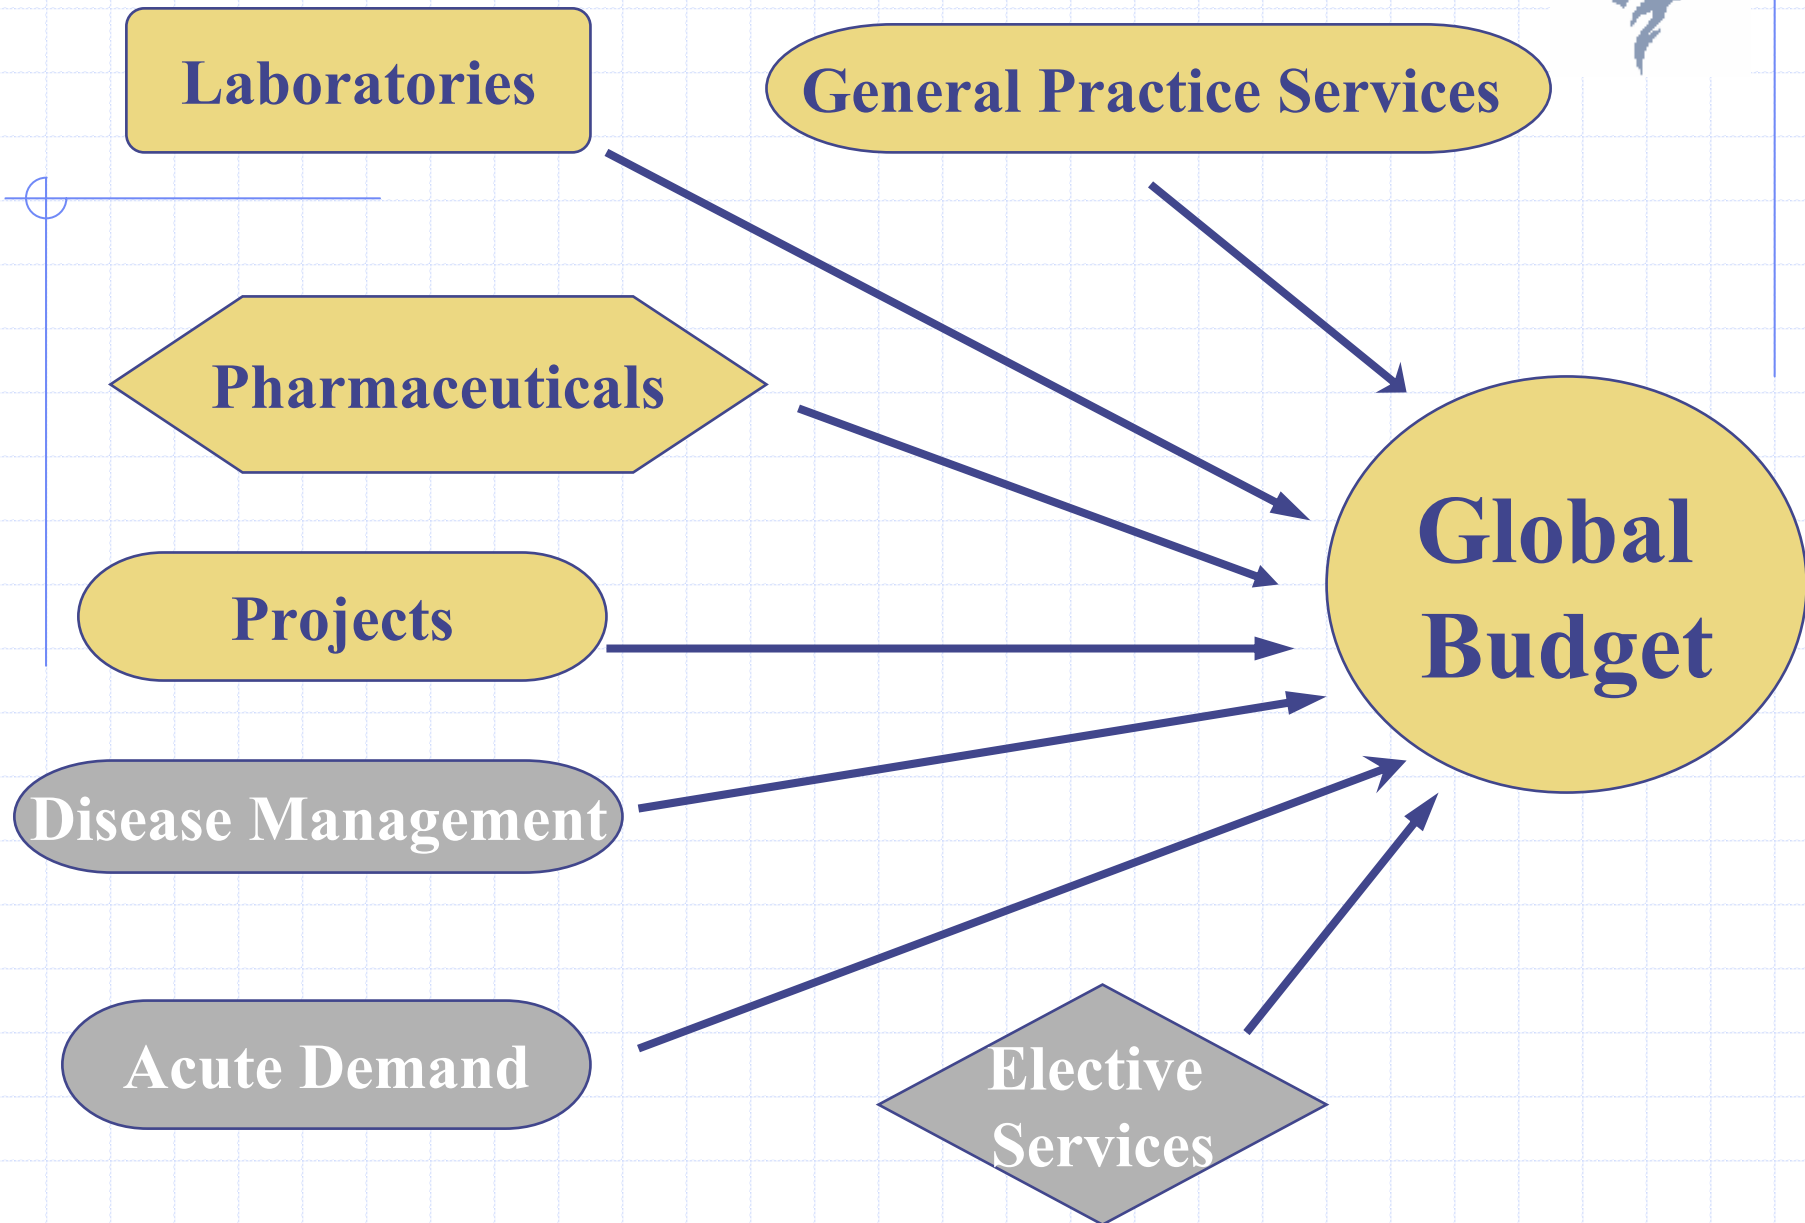 Laboratories
General Practice Services
Pharmaceuticals
Global
Budget
Projects
Disease Management
Acute Demand
Elective
Services